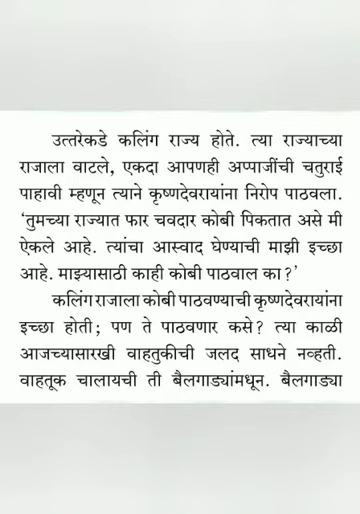 उत्तरेकडे कलिंग राज्य होते. त्या राज्याच्या
राजाला वाटले, एकदा आपणही अप्पाजींची चतुराई
पाहावी म्हणून त्याने कृष्णदेवरायांना निरोप पाठवला.
‘तुमच्या राज्यात फार चवदार कोबी पिकतात असे मी
ऐकले आहे. त्यांचा आस्वाद घेण्याची माझी इच्छा
आहे. माझ्यासाठी काही कोबी पाठवाल का?’
कलिंग राजाला कोबी पाठवण्याची कृष्णदेवरायांना
इच्छा होती; पण ते पाठवणार कसे? त्या काळी
आजच्यासारखी वाहतुकीची जलद साधने नव्हती.
वाहतूक चालायची ती बैलगाड्यांमधून. बैलगाड्या